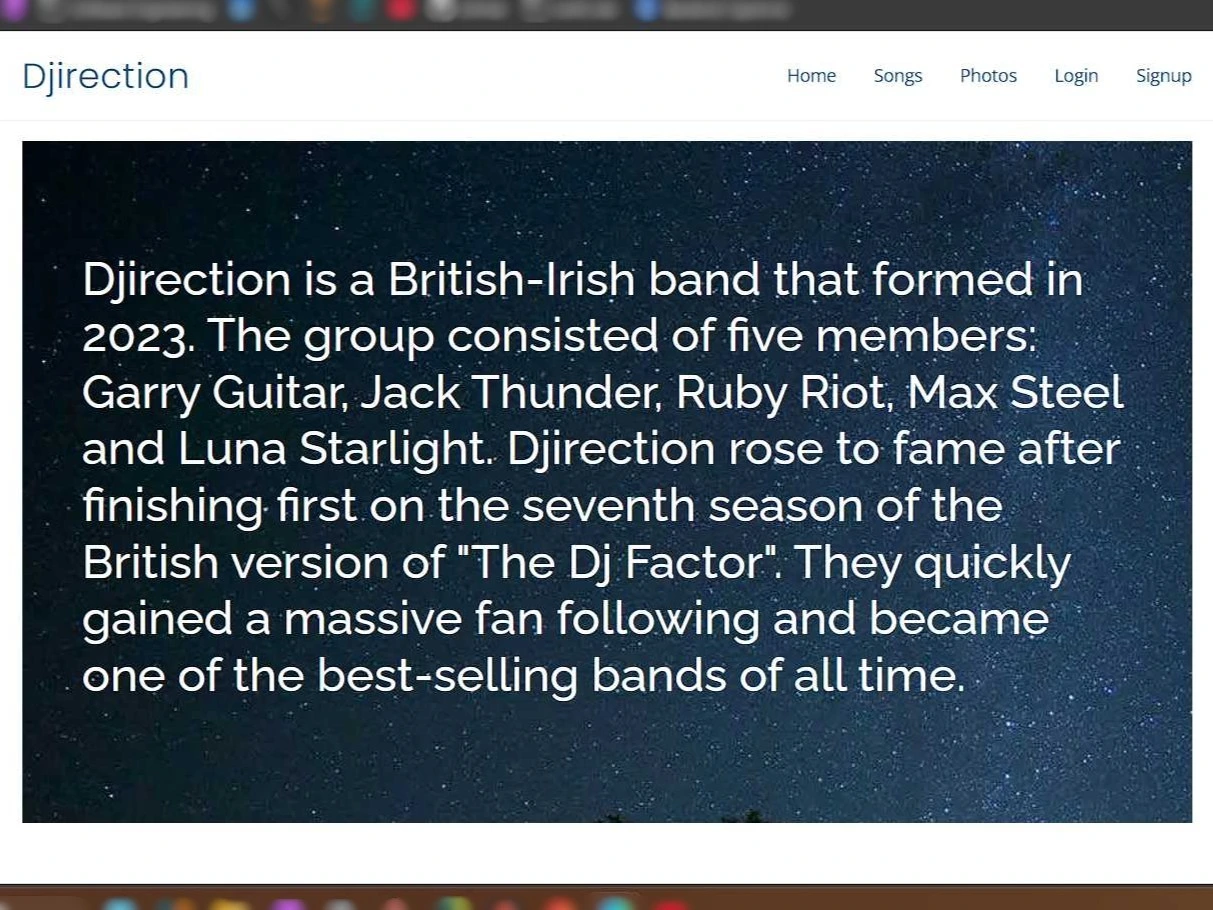 Djirection
Home Songs Photos Login Signup
Djirection is a British-Irish band that formed in
2023. The group consisted of five members:
Garry Guitar, Jack Thunder, Ruby Riot, Max Steel
and Luna Starlight. Djirection rose to fame after
finishing first on the seventh season of the
British version of "The Dj Factor". They quickly
gained a massive fan following and became
one of the best-selling bands of all time.